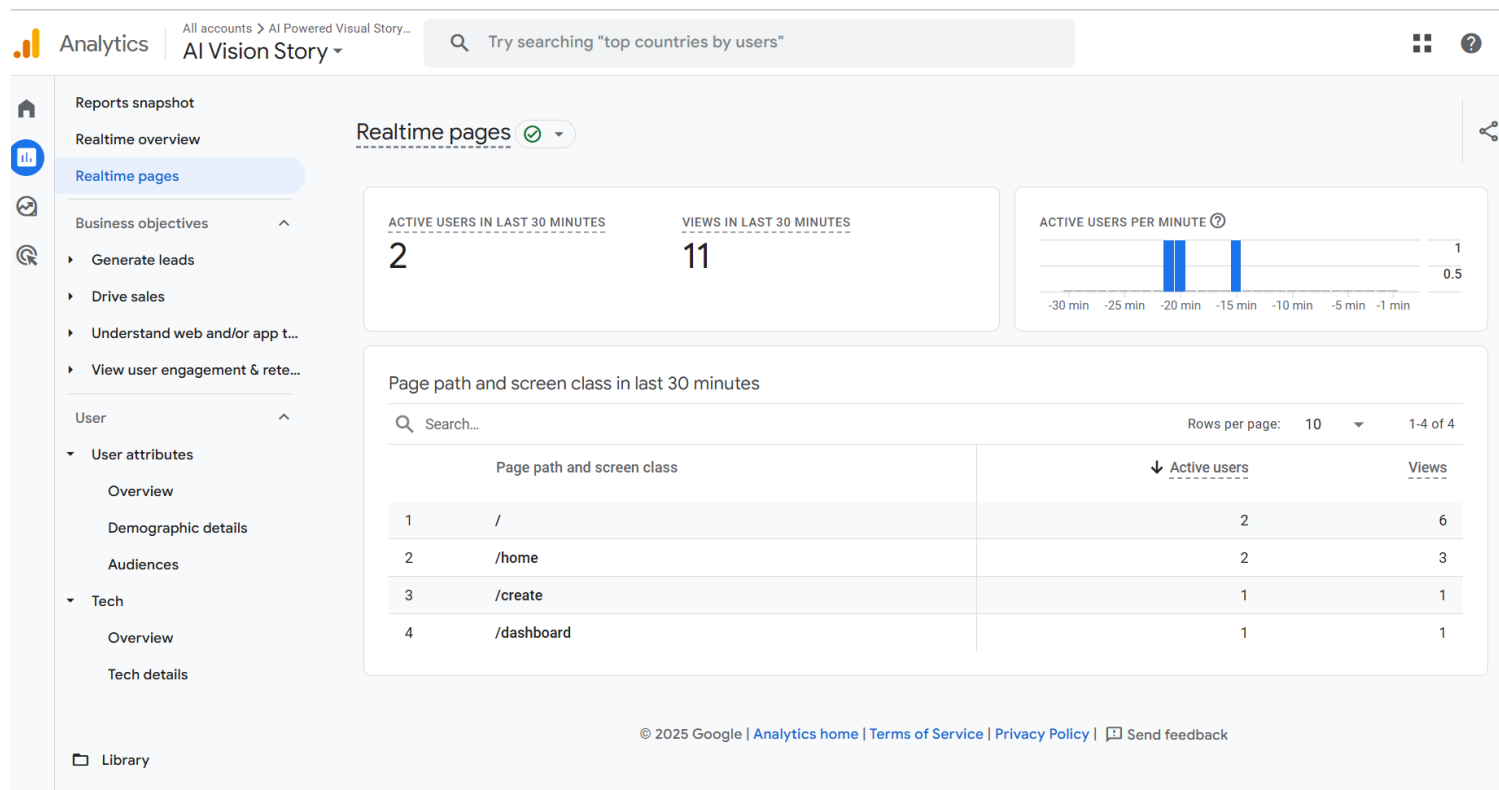 Analytics
All accounts > AI Powered Visual Story...
AI Vision Story
Try searching "top countries by users"
Reports snapshot
Realtime overview
Realtime pages
Business objectives
Generate leads
Drive sales
Understand web and/or app t...
View user engagement & rete...
User
User attributes
Overview
Demographic details
Audiences
Tech
Overview
Tech details
Library
Realtime pages
ACTIVE USERS IN LAST 30 MINUTES
2
VIEWS IN LAST 30 MINUTES
11
ACTIVE USERS PER MINUTE
1
0.5
-30 min -25 min -20 min -15 min -10 min -5 min -1 min
Page path and screen class in last 30 minutes
Search...
Rows per page: 10 1-4 of 4
Page path and screen class Active users Views
1 / 2 6
2 /home 2 3
3 /create 1 1
4 /dashboard 1 1
© 2025 Google | Analytics home | Terms of Service | Privacy Policy | Send feedback